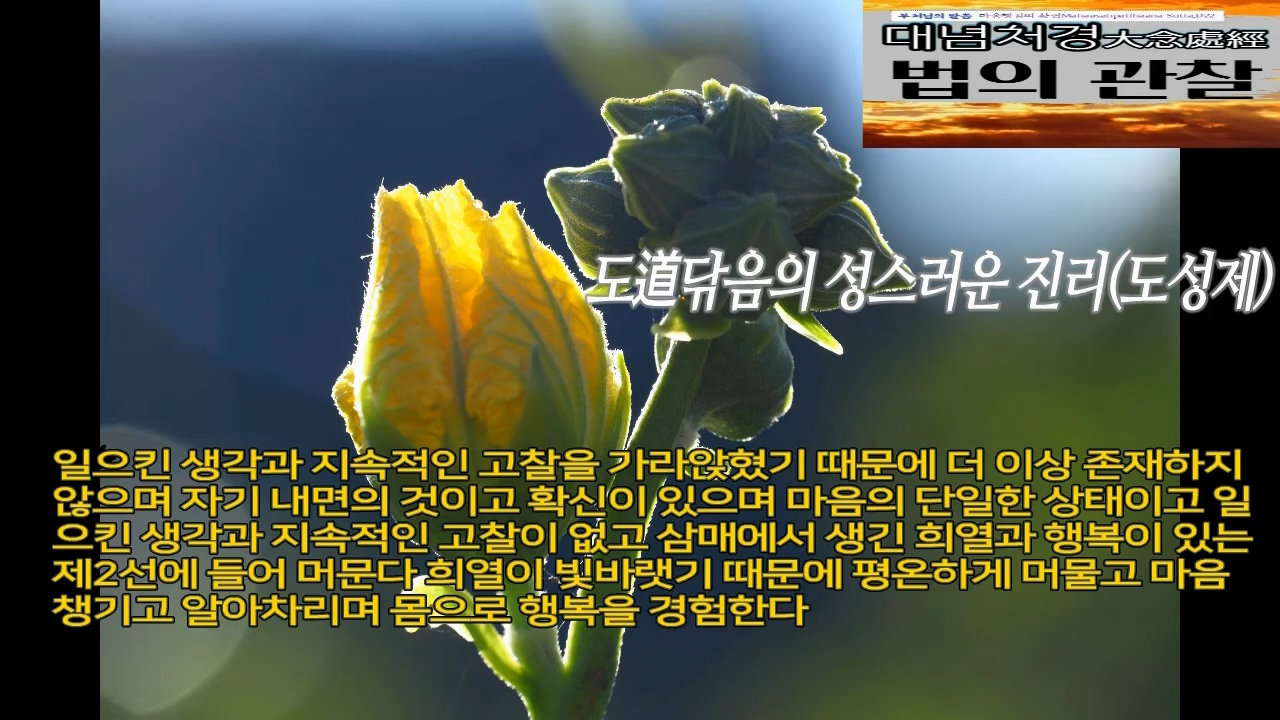 부처님의 말씀
대념처경大念處經
법의 관찰
도道닦음의 성스러운 진리(도성제)
일으킨 생각과 지속적인 고찰을 가라앉혔기 때문에 더 이상 존재하지
않으며 자기 내면의 것이고 확신이 있으며 마음의 단일한 상태이고 일
으킨 생각과 지속적인 고찰이 없고 삼매에서 생긴 희열과 행복이 있는
제2선에 들어 머문다 희열이 빛바랬기 때문에 평온하게 머물고 마음
챙기고 알아차리며 몸으로 행복을 경험한다